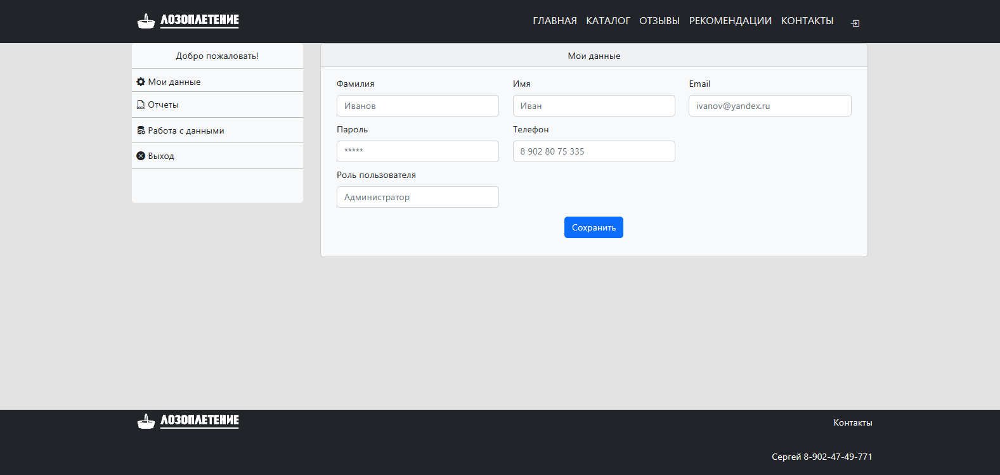 ЛОЗОПЛЕТЕНИЕ
ГЛАВНАЯ КАТАЛОГ ОТЗЫВЫ РЕКОМЕНДАЦИИ КОНТАКТЫ
Добро пожаловать!
Мои данные
Отчеты
Работа с данными
Выход
Мои данные
Фамилия Имя Email
Иванов Иван ivanov@yandex.ru
Пароль Телефон
***** 8 902 80 75 335
Роль пользователя
Администратор
Сохранить
ЛОЗОПЛЕТЕНИЕ
Контакты
Сергей 8-902-47-49-771